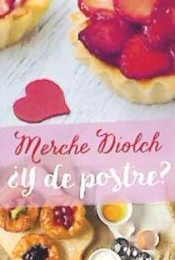 Merche Diolch
¿Y de postre?